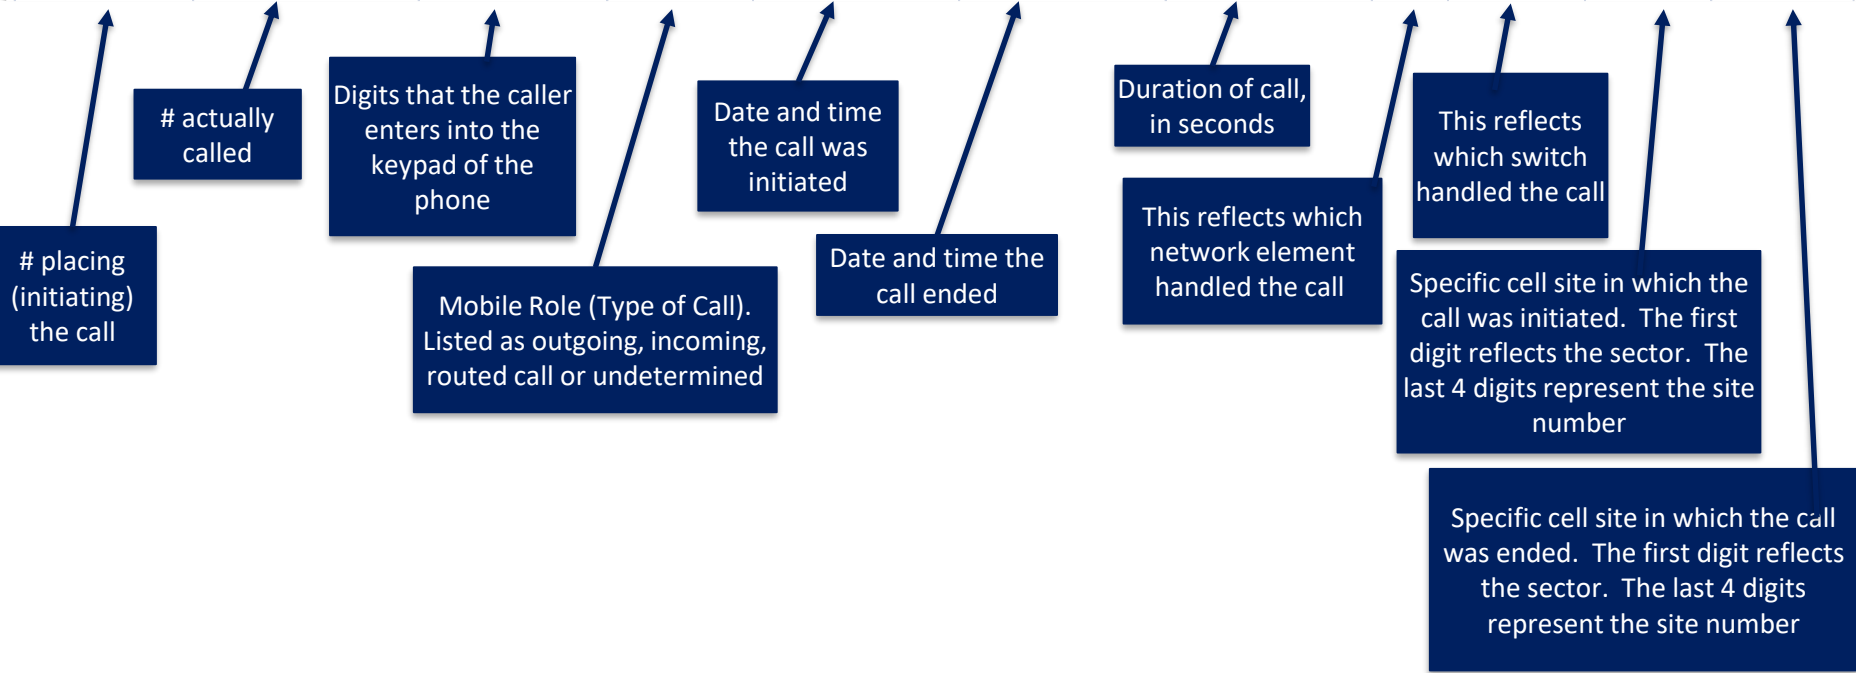 # placing
(initiating)
the call
# actually
called
Digits that the caller
enters into the
keypad of the
phone
Mobile Role (Type of Call).
Listed as outgoing, incoming,
routed call or undetermined
Date and time
the call was
initiated
Date and time the
call ended
Duration of call,
in seconds
This reflects which
network element
handled the call
This reflects
which switch
handled the call
Specific cell site in which the
call was initiated.  The first
digit reflects the sector.  The
last 4 digits represent the site
number
Specific cell site in which the call
was ended.  The first digit reflects
the sector.  The last 4 digits
represent the site number